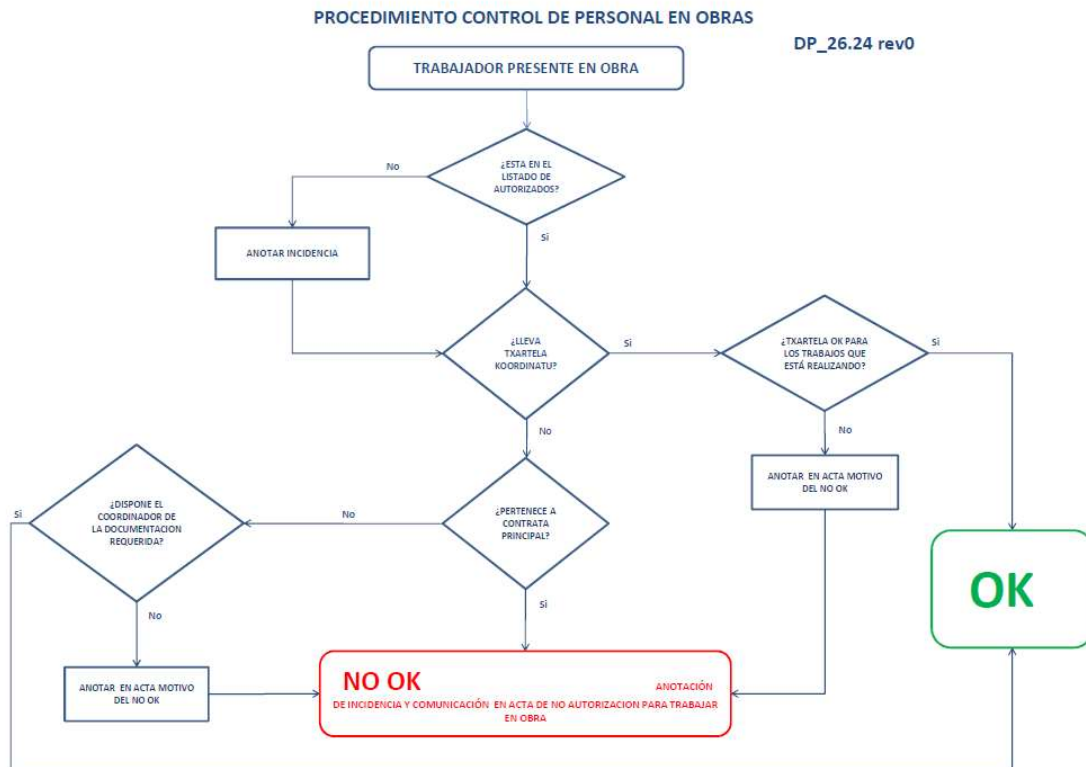 PROCEDIMIENTO CONTROL DE PERSONAL EN OBRAS
DP_26.24 rev0
TRABAJADOR PRESENTE EN OBRA
¿ESTA EN EL
LISTADO DE
AUTORIZADOS?
No
Si
ANOTAR INCIDENCIA
¿LLEVA
TXARTELA
KOORDINATU?
Si
No
¿TXARTELA OK PARA
LOS TRABAJOS QUE
ESTÁ REALIZANDO?
Si
No
ANOTAR EN ACTA MOTIVO
DEL NO OK
¿PERTENECE A
CONTRATA
PRINCIPAL?
No
Si
¿DISPONE EL
COORDINADOR DE
LA DOCUMENTACION
REQUERIDA?
Si
No
ANOTAR EN ACTA MOTIVO
DEL NO OK
OK
NO OK ANOTACIÓN
DE INCIDENCIA Y COMUNICACIÓN EN ACTA DE NO AUTORIZACION PARA TRABAJAR
EN OBRA